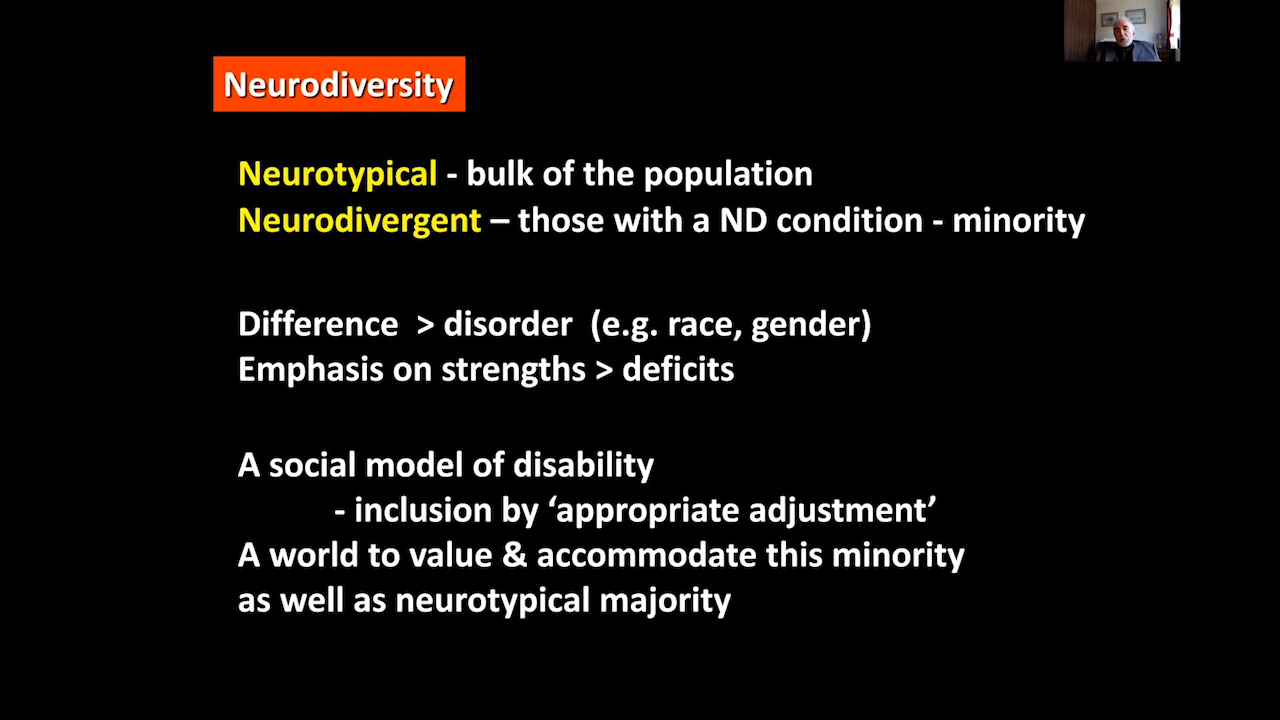 Neurodiversity
Neurotypical - bulk of the population
Neurodivergent – those with a ND condition - minority
Difference > disorder (e.g. race, gender)
Emphasis on strengths > deficits
A social model of disability
- inclusion by ‘appropriate adjustment’
A world to value & accommodate this minority
as well as neurotypical majority